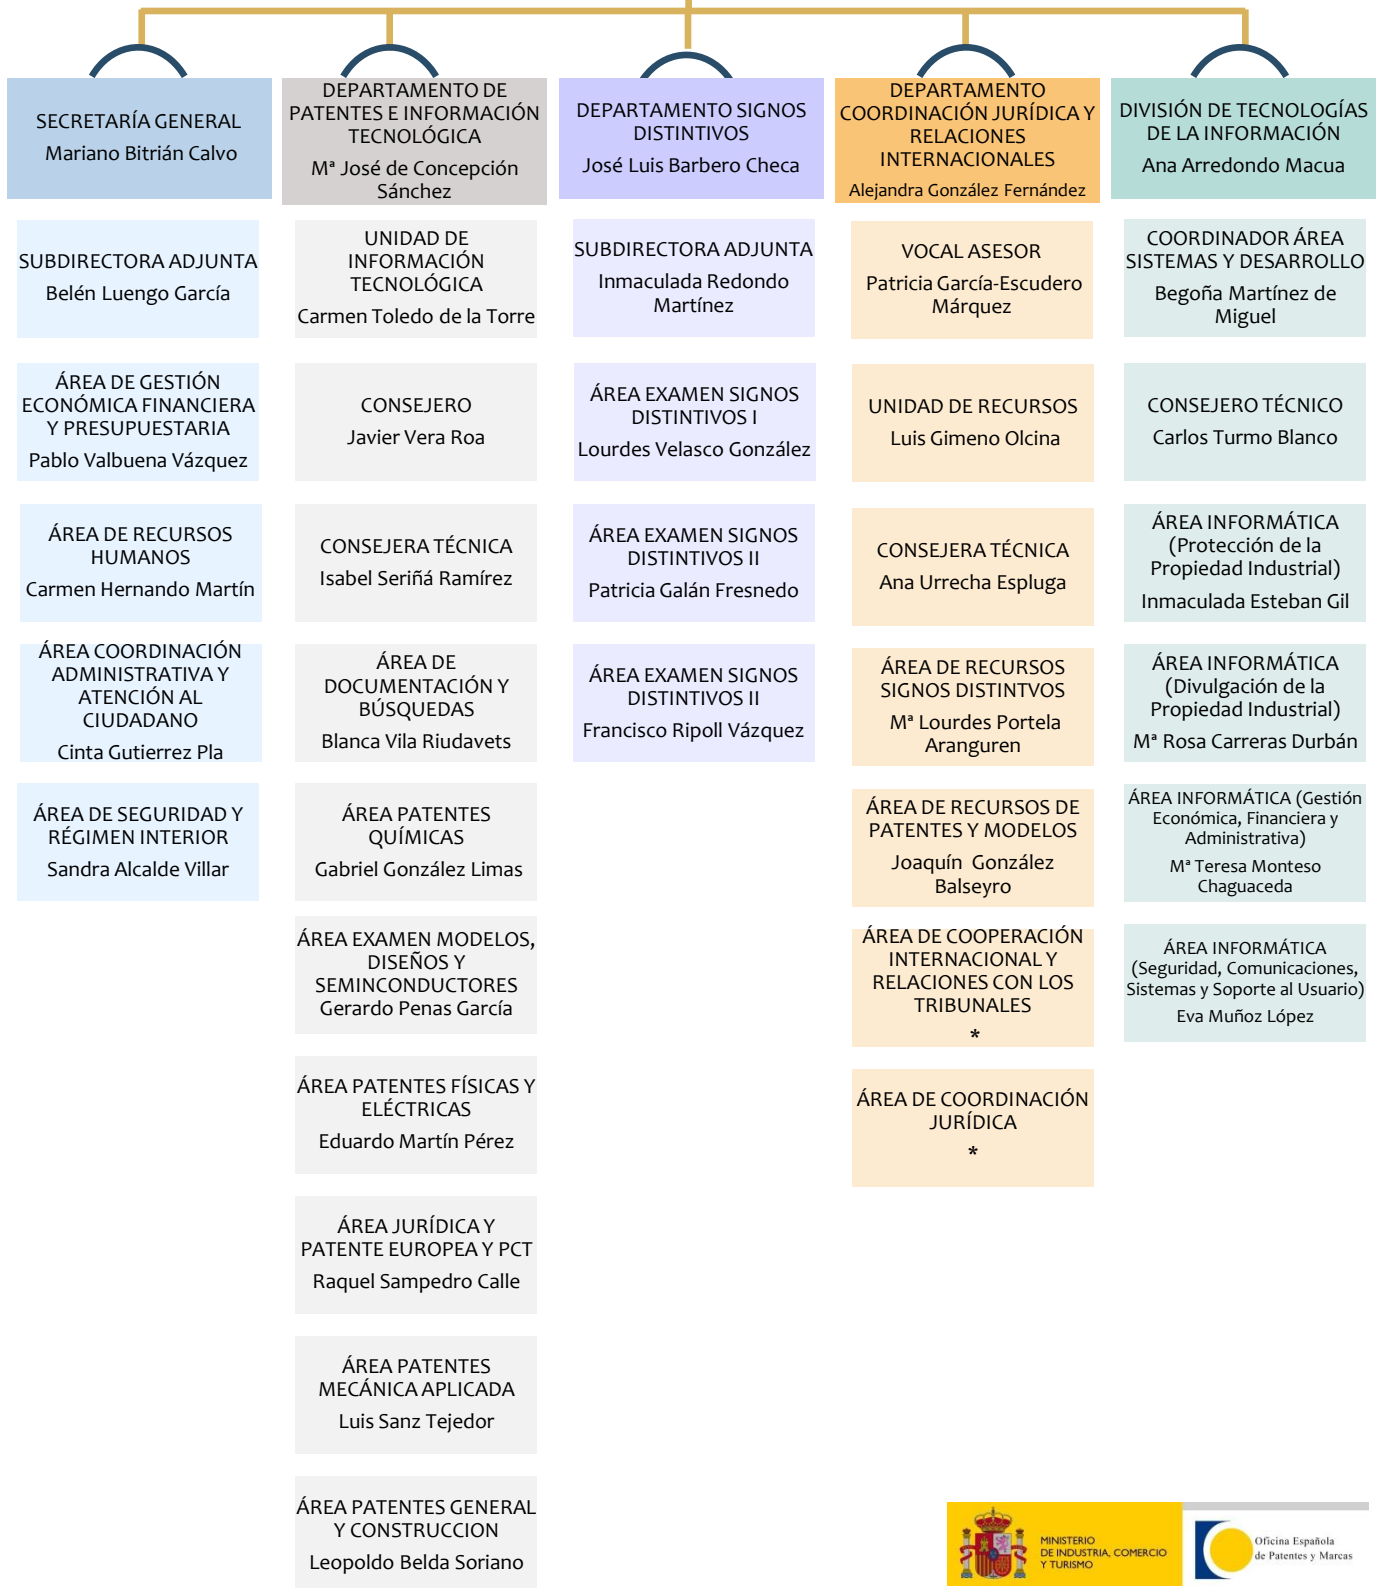 SECRETARÍA GENERAL
Mariano Bitrián Calvo
SUBDIRECTORA ADJUNTA
Belén Luengo García
ÁREA DE GESTIÓN
ECONÓMICA FINANCIERA
Y PRESUPUESTARIA
Pablo Valbuena Vázquez
ÁREA DE RECURSOS
HUMANOS
Carmen Hernando Martín
ÁREA COORDINACIÓN
ADMINISTRATIVA Y
ATENCIÓN AL
CIUDADANO
Cinta Gutierrez Pla
ÁREA DE SEGURIDAD Y
RÉGIMEN INTERIOR
Sandra Alcalde Villar
DEPARTAMENTO DE
PATENTES E INFORMACIÓN
TECNOLÓGICA
Mª José de Concepción
Sánchez
UNIDAD DE
INFORMACIÓN
TECNOLÓGICA
Carmen Toledo de la Torre
CONSEJERO
Javier Vera Roa
CONSEJERA TÉCNICA
Isabel Seriñá Ramírez
ÁREA DE
DOCUMENTACIÓN Y
BÚSQUEDAS
Blanca Vila Riudavets
ÁREA PATENTES
QUÍMICAS
Gabriel González Limas
ÁREA EXAMEN MODELOS,
DISEÑOS Y
SEMINCONDUCTORES
Gerardo Penas García
ÁREA PATENTES FÍSICAS Y
ELÉCTRICAS
Eduardo Martín Pérez
ÁREA JURÍDICA Y
PATENTE EUROPEA Y PCT
Raquel Sampedro Calle
ÁREA PATENTES
MECÁNICA APLICADA
Luis Sanz Tejedor
ÁREA PATENTES GENERAL
Y CONSTRUCCION
Leopoldo Belda Soriano
DEPARTAMENTO SIGNOS
DISTINTIVOS
José Luis Barbero Checa
SUBDIRECTORA ADJUNTA
Inmaculada Redondo
Martínez
ÁREA EXAMEN SIGNOS
DISTINTIVOS I
Lourdes Velasco González
ÁREA EXAMEN SIGNOS
DISTINTIVOS II
Patricia Galán Fresnedo
ÁREA EXAMEN SIGNOS
DISTINTIVOS II
Francisco Ripoll Vázquez
DEPARTAMENTO
COORDINACIÓN JURÍDICA Y
RELACIONES
INTERNACIONALES
Alejandra González Fernández
VOCAL ASESOR
Patricia García-Escudero
Márquez
UNIDAD DE RECURSOS
Luis Gimeno Olcina
CONSEJERA TÉCNICA
Ana Urrecha Espluga
ÁREA DE RECURSOS
SIGNOS DISTINTVOS
Mª Lourdes Portela
Aranguren
ÁREA DE RECURSOS DE
PATENTES Y MODELOS
Joaquín González
Balseyro
ÁREA DE COOPERACIÓN
INTERNACIONAL Y
RELACIONES CON LOS
TRIBUNALES
*
ÁREA DE COORDINACIÓN
JURÍDICA
*
DIVISIÓN DE TECNOLOGÍAS
DE LA INFORMACIÓN
Ana Arredondo Macua
COORDINADOR ÁREA
SISTEMAS Y DESARROLLO
Begoña Martínez de
Miguel
CONSEJERO TÉCNICO
Carlos Turmo Blanco
ÁREA INFORMÁTICA
(Protección de la
Propiedad Industrial)
Inmaculada Esteban Gil
ÁREA INFORMÁTICA
(Divulgación de la
Propiedad Industrial)
Mª Rosa Carreras Durbán
ÁREA INFORMÁTICA (Gestión
Económica, Financiera y
Administrativa)
Mª Teresa Monteso
Chaguaceda
ÁREA INFORMÁTICA
(Seguridad, Comunicaciones,
Sistemas y Soporte al Usuario)
Eva Muñoz López
MINISTERIO
DE INDUSTRIA, COMERCIO
Y TURISMO
Oficina Española
de Patentes y Marcas